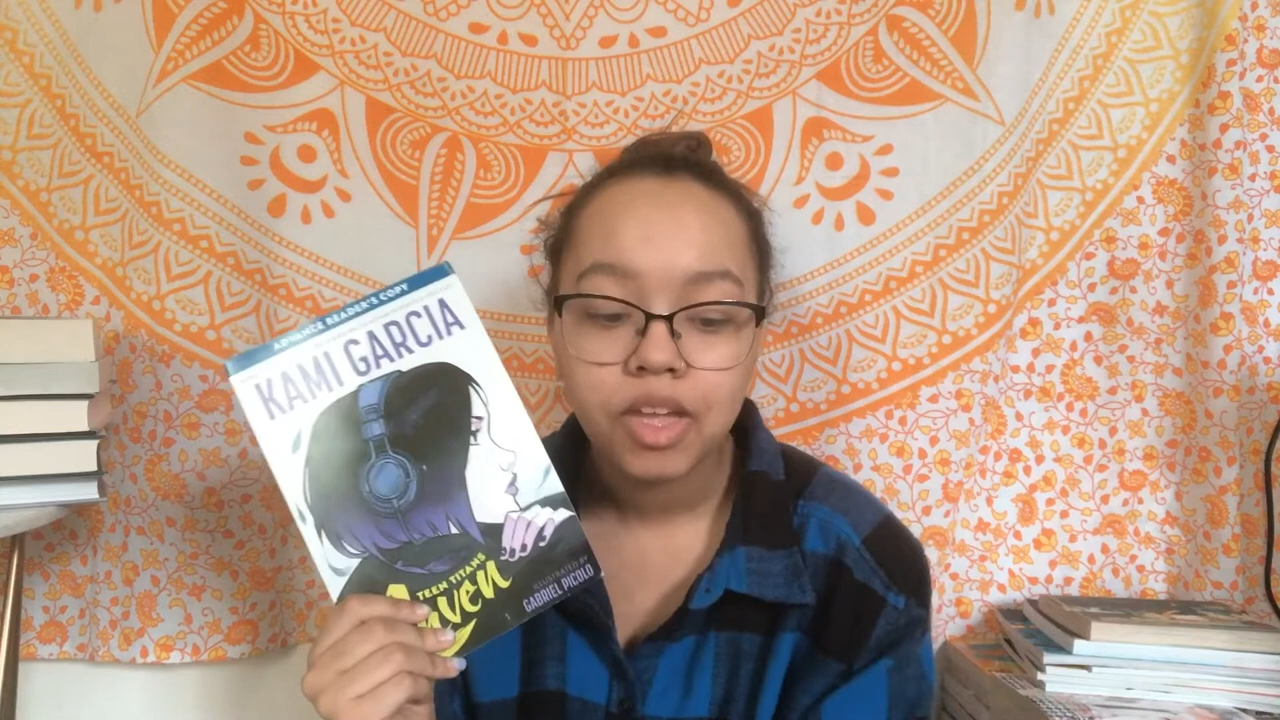 ADVANCE READER'S COPY
KAMI GARCIA
TEEN TITANS
ILLUSTRATED BY
GABRIEL PICOLO